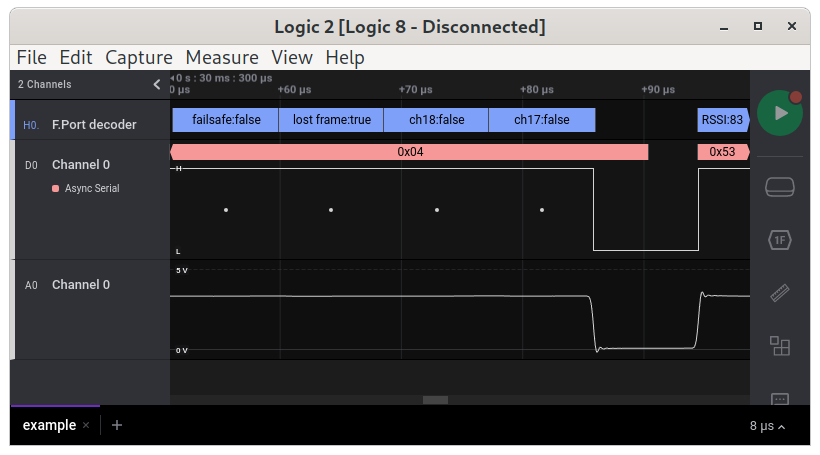 Logic 2 [Logic 8 - Disconnected]
File Edit Capture Measure View Help
2 Channels
0 s : 30 ms : 300 µs
0 µs +60 µs +70 µs +80 µs +90 µs
H0. F.Port decoder
failsafe:false lost frame:true ch18:false ch17:false RSSI:83
D0 Channel 0
0x04 0x53
Async Serial
H
L
1F
A0 Channel 0
5 V
0 V
example × +
8 µs